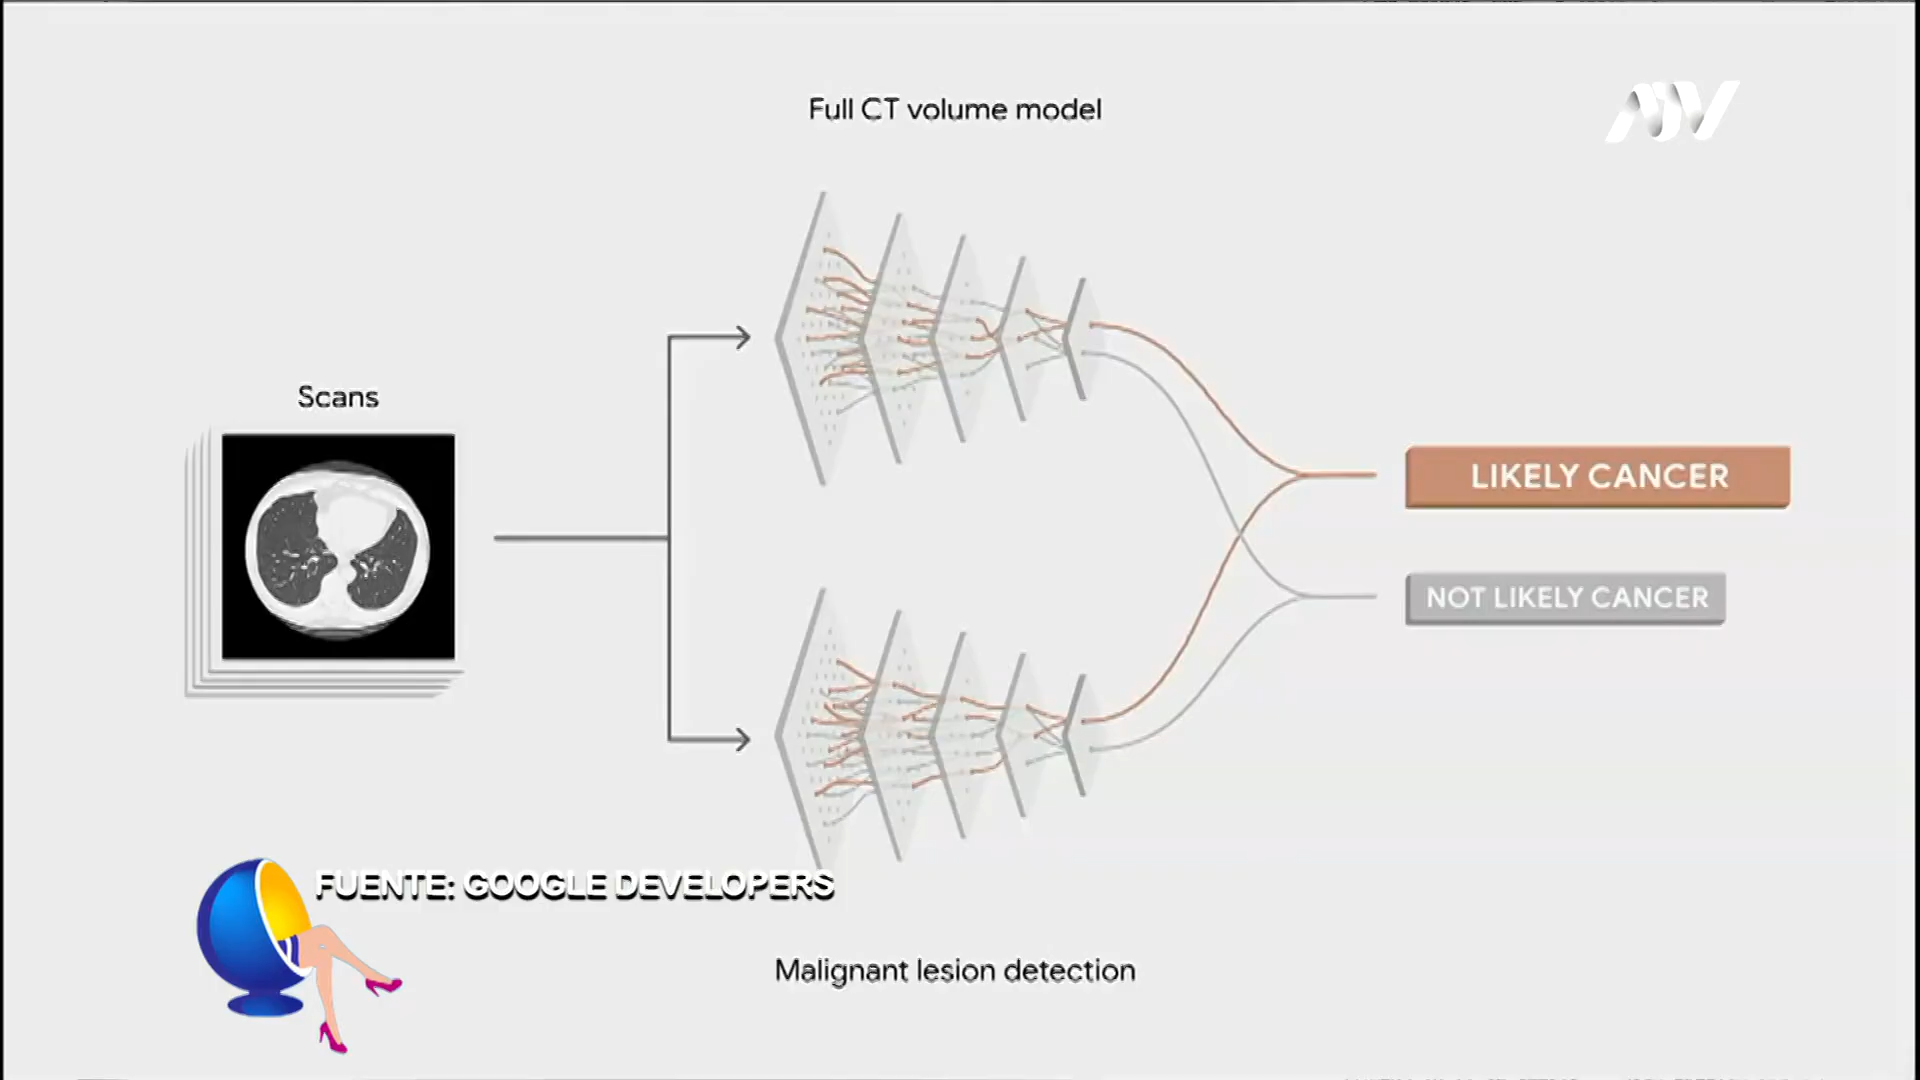 Full CT volume model
Scans
LIKELY CANCER
NOT LIKELY CANCER
FUENTE: GOOGLE DEVELOPERS
Malignant lesion detection